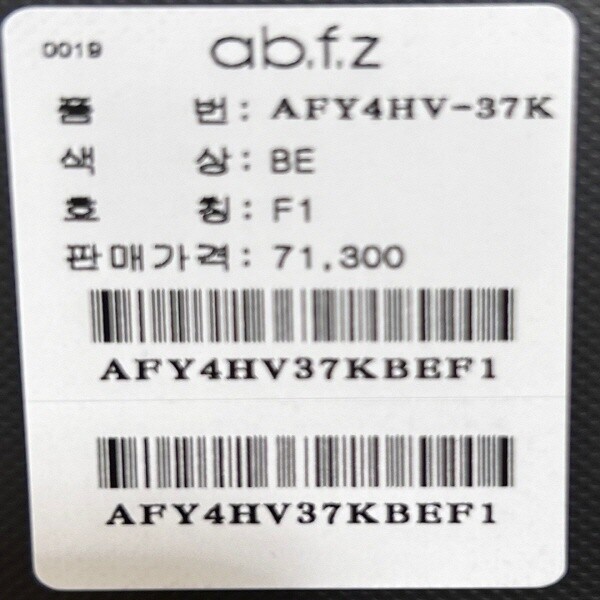 0019 ab.f.z
품 번: AFY4HV-37K
색 상: BE
호 칭: F1
판매가격: 71,300
AFY4HV37KBEF1
AFY4HV37KBEF1